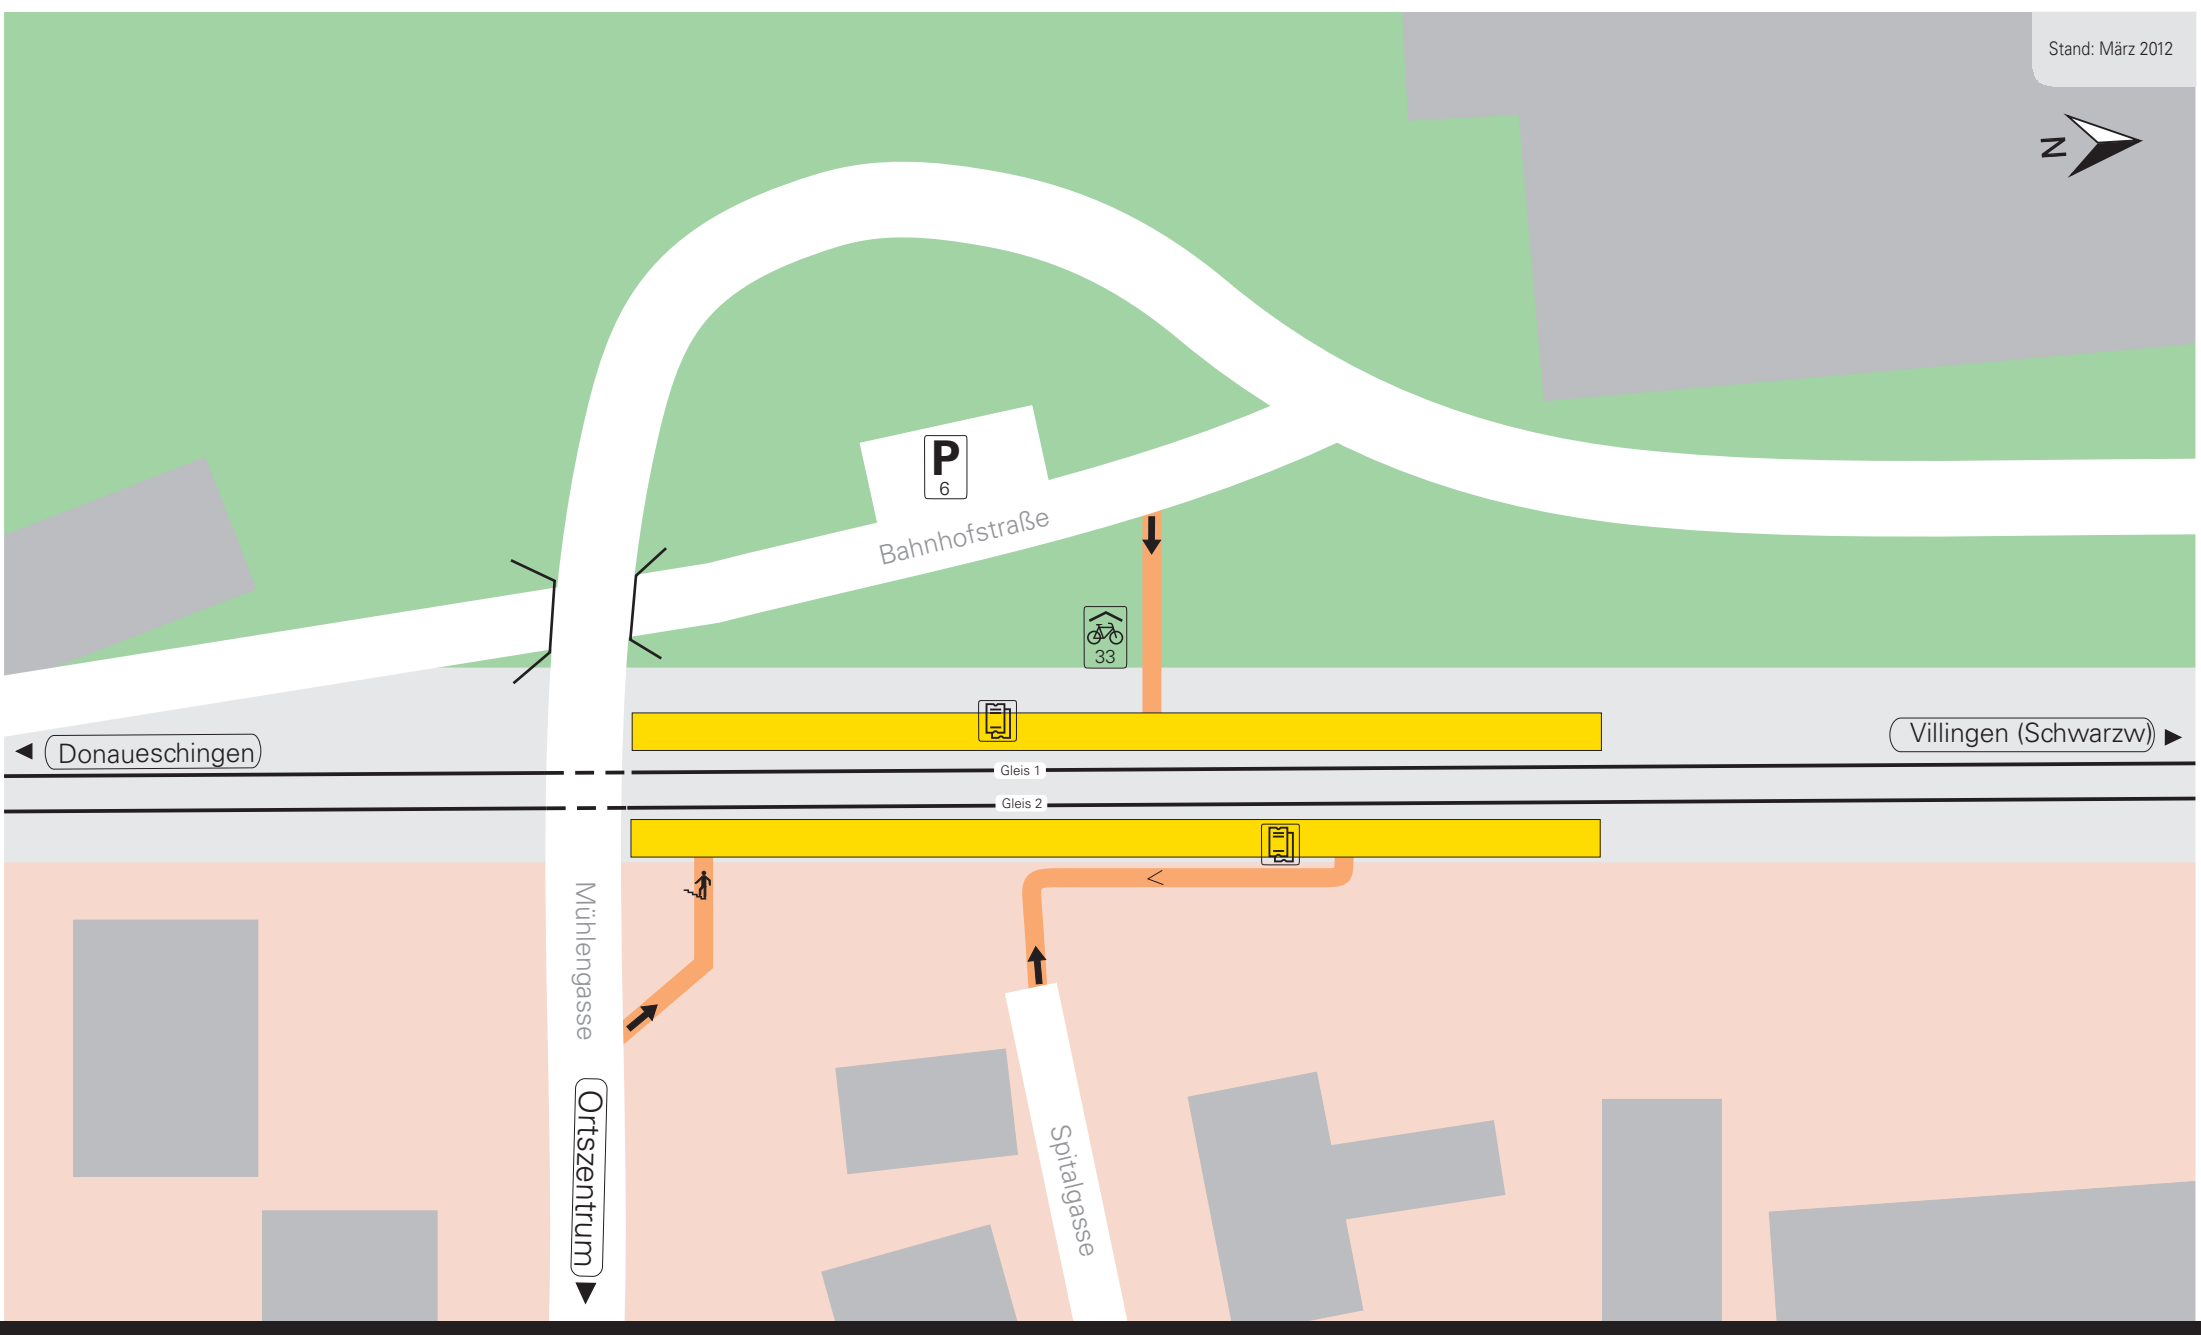 Stand: März 2012
N
P
6
Bahnhofstraße
33
Donaueschingen
Villingen (Schwarzw)
Gleis 1
Gleis 2
Mühlengasse
Ortszentrum
Spitalgasse